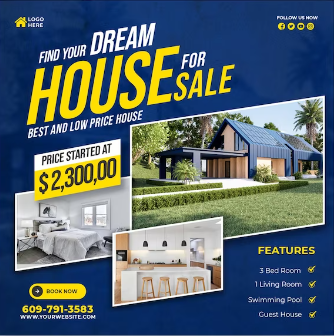 LOGO
HERE
FOLLOW US NOW
FIND YOUR DREAM
HOUSE FOR
SALE
BEST AND LOW PRICE HOUSE
PRICE STARTED AT
$ 2,300,00
FEATURES
3 Bed Room
1 Living Room
Swimming Pool
Guest House
BOOK NOW
609-791-3583
WWW.YOURWEBSITE.COM